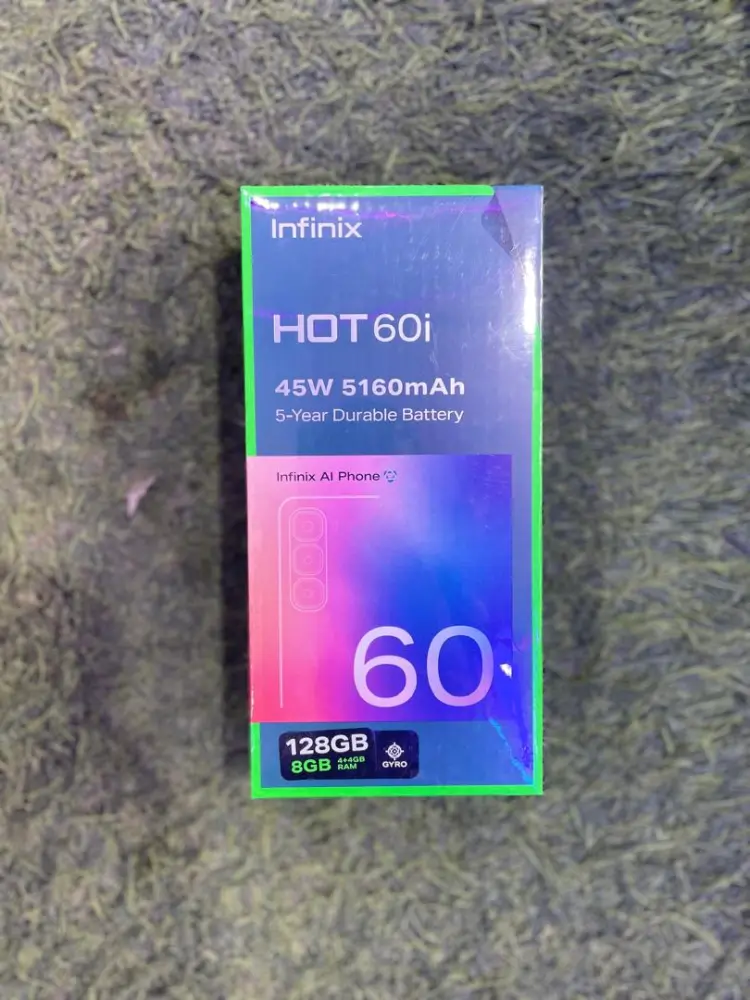 Infinix
HOT 60i
45W 5160mAh
5-Year Durable Battery
Infinix AI Phone
60
128GB
8GB 4+4GB RAM
GYRO